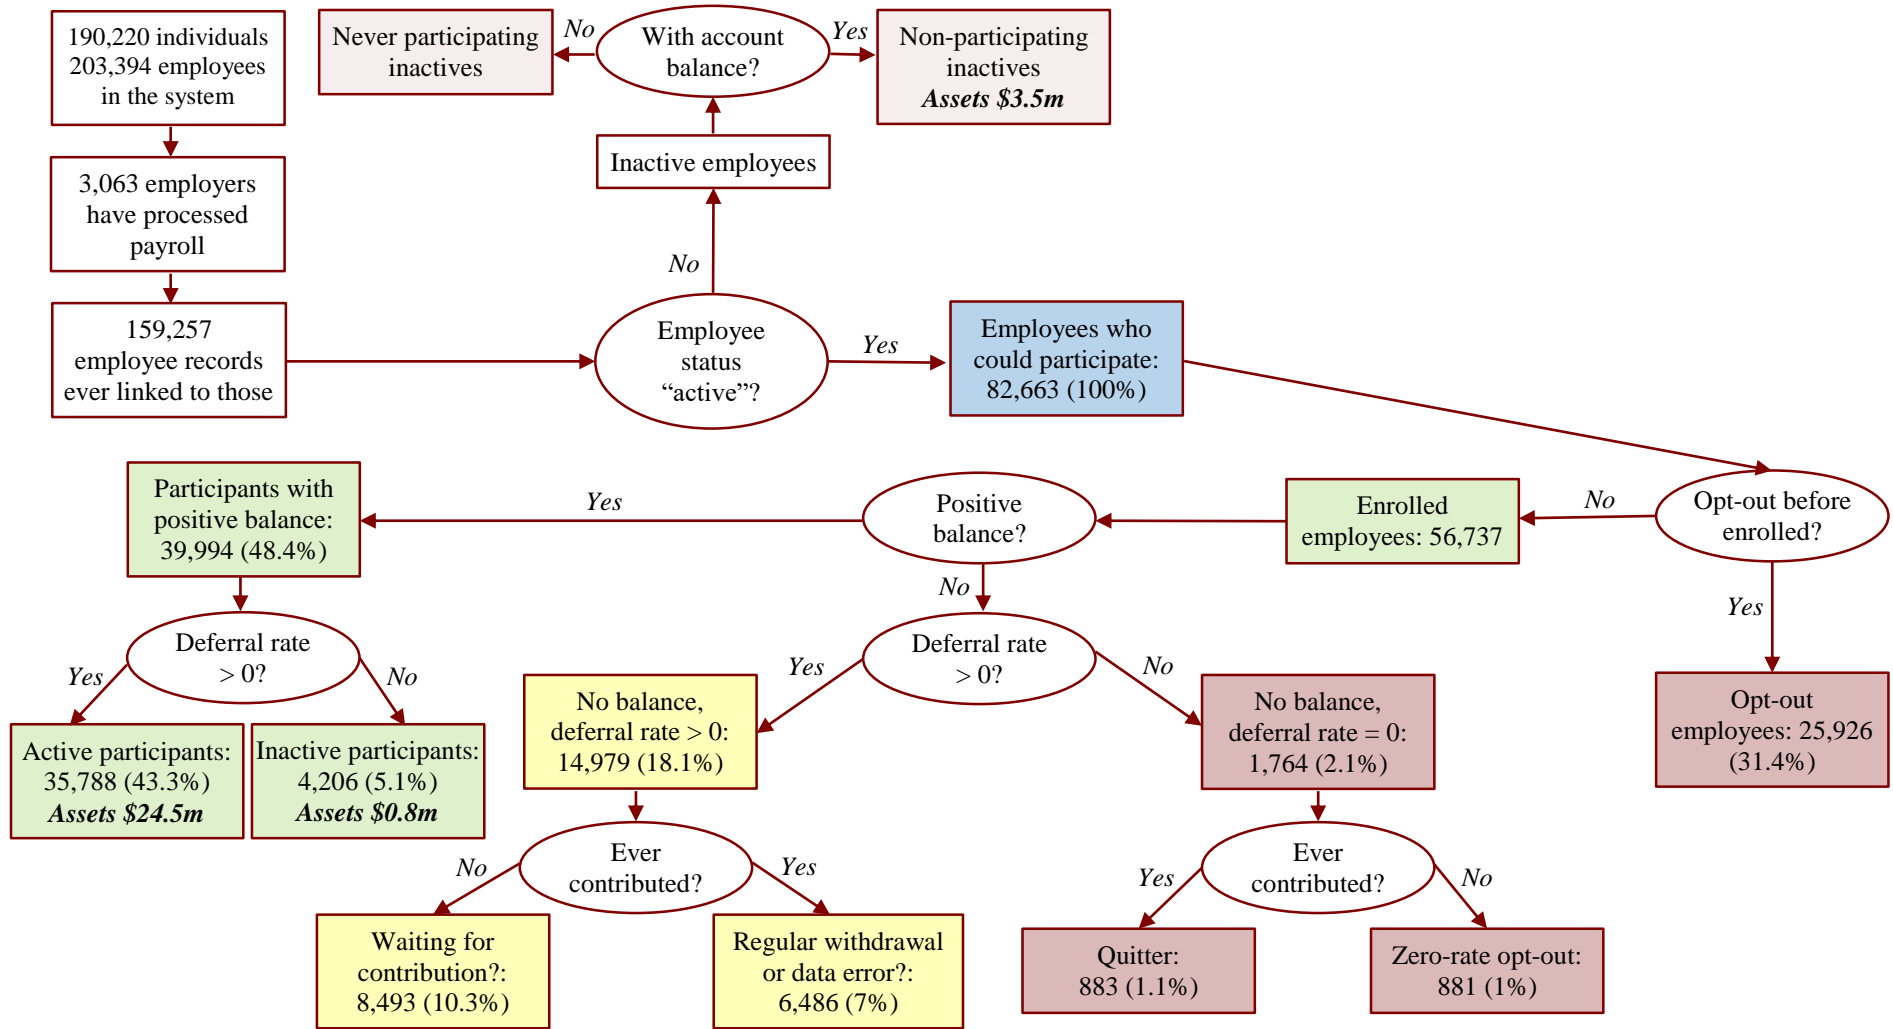 190,220 individuals
203,394 employees
in the system
Never participating
inactives
No
With account
balance?
Yes
Non-participating
inactives
Assets $3.5m
3,063 employers
have processed
payroll
Inactive employees
No
159,257
employee records
ever linked to those
Employee
status
“active”?
Yes
Employees who
could participate:
82,663 (100%)
Participants with
positive balance:
39,994 (48.4%)
Yes
Positive
balance?
Enrolled
employees: 56,737
No
Opt-out before
enrolled?
No
Yes
Deferral rate
> 0?
Yes
No
Deferral rate
> 0?
Yes
No
Active participants:
35,788 (43.3%)
Assets $24.5m
Inactive participants:
4,206 (5.1%)
Assets $0.8m
No balance,
deferral rate > 0:
14,979 (18.1%)
No balance,
deferral rate = 0:
1,764 (2.1%)
Opt-out
employees: 25,926
(31.4%)
No
Ever
contributed?
Yes
Yes
Ever
contributed?
No
Waiting for
contribution?:
8,493 (10.3%)
Regular withdrawal
or data error?:
6,486 (7%)
Quitter:
883 (1.1%)
Zero-rate opt-out:
881 (1%)